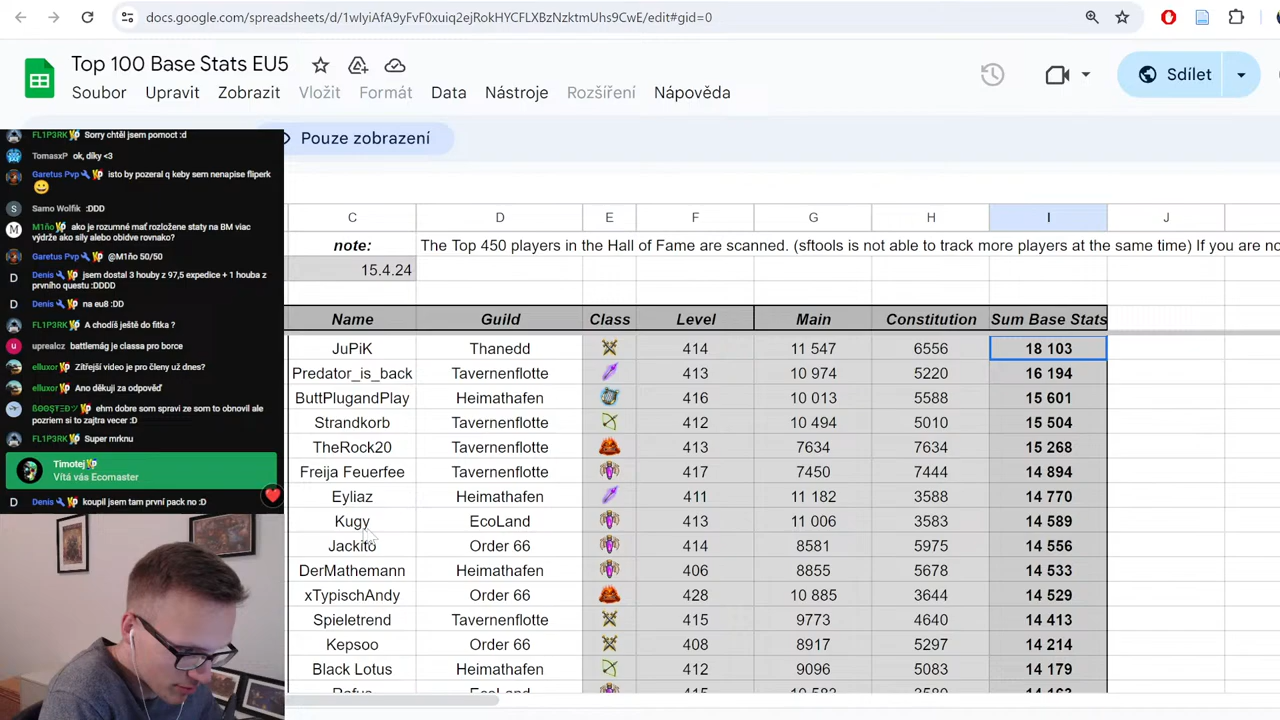 docs.google.com/spreadsheets/d/1wIyiAfA9yFvF0xuiq2ejRokHYCFLXBzNzktmUhs9CwE/edit#gid=0
Top 100 Base Stats EU5
Soubor Upravit Zobrazit Vložit Formát Data Nástroje Rozšíření Nápověda
Sdílet
Pouze zobrazení
FL1P3RK Sorry chtěl jsem pomoct :d
TomasxP ok, díky <3
Garetus Pvp isto by pozeral q keby sem nenapise fliperk
Samo Wolfik :DDD
M1ňo ako je rozumné mať rozložene staty na BM viac
výdrže ako sily alebo obidve rovnako?
Garetus Pvp @M1ňo 50/50
Denis jsem dostal 3 houby z 97,5 expedice + 1 houba z
prvního questu :DDDD
Denis na eu8 :DD
FL1P3RK A chodíš ještě do fitka ?
uprealcz battlemág je classa pro borce
elluxor Zítřejší video je pro členy už dnes?
elluxor Ano děkuji za odpověď
ehm dobre som spravi ze som to obnovil ale
pozriem si to zajtra vecer :D
FL1P3RK Super mrknu
Timotej
Vítá vás Ecomaster
Denis koupil jsem tam první pack no :D
C D E F G H I J
note: The Top 450 players in the Hall of Fame are scanned. (sftools is not able to track more players at the same time) If you are no
15.4.24
Name Guild Class Level Main Constitution Sum Base Stats
JuPiK Thanedd 414 11 547 6556 18 103
Predator_is_back Tavernenflotte 413 10 974 5220 16 194
ButtPlugandPlay Heimathafen 416 10 013 5588 15 601
Strandkorb Tavernenflotte 412 10 494 5010 15 504
TheRock20 Tavernenflotte 413 7634 7634 15 268
Freija Feuerfee Tavernenflotte 417 7450 7444 14 894
Eyliaz Heimathafen 411 11 182 3588 14 770
Kugy EcoLand 413 11 006 3583 14 589
Jackito Order 66 414 8581 5975 14 556
DerMathemann Heimathafen 406 8855 5678 14 533
xTypischAndy Order 66 428 10 885 3644 14 529
Spieletrend Tavernenflotte 415 9773 4640 14 413
Kepsoo Order 66 408 8917 5297 14 214
Black Lotus Heimathafen 412 9096 5083 14 179
EcoLand 415 10 582 3580 14 163